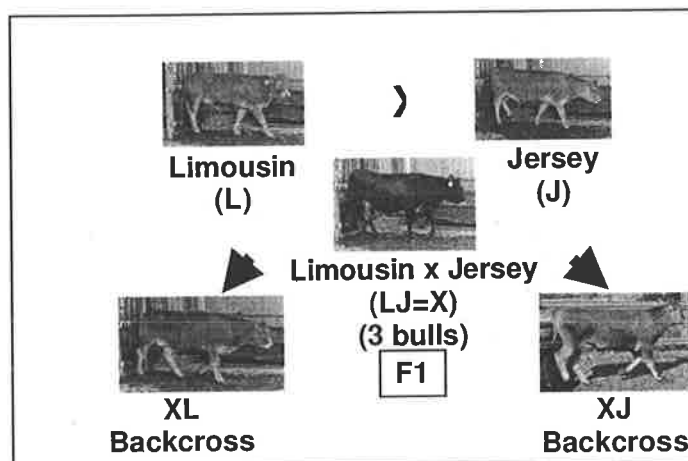 Limousin
(L)
Jersey
(J)
Limousin x Jersey
(LJ=X)
(3 bulls)
F1
XL
Backcross
XJ
Backcross